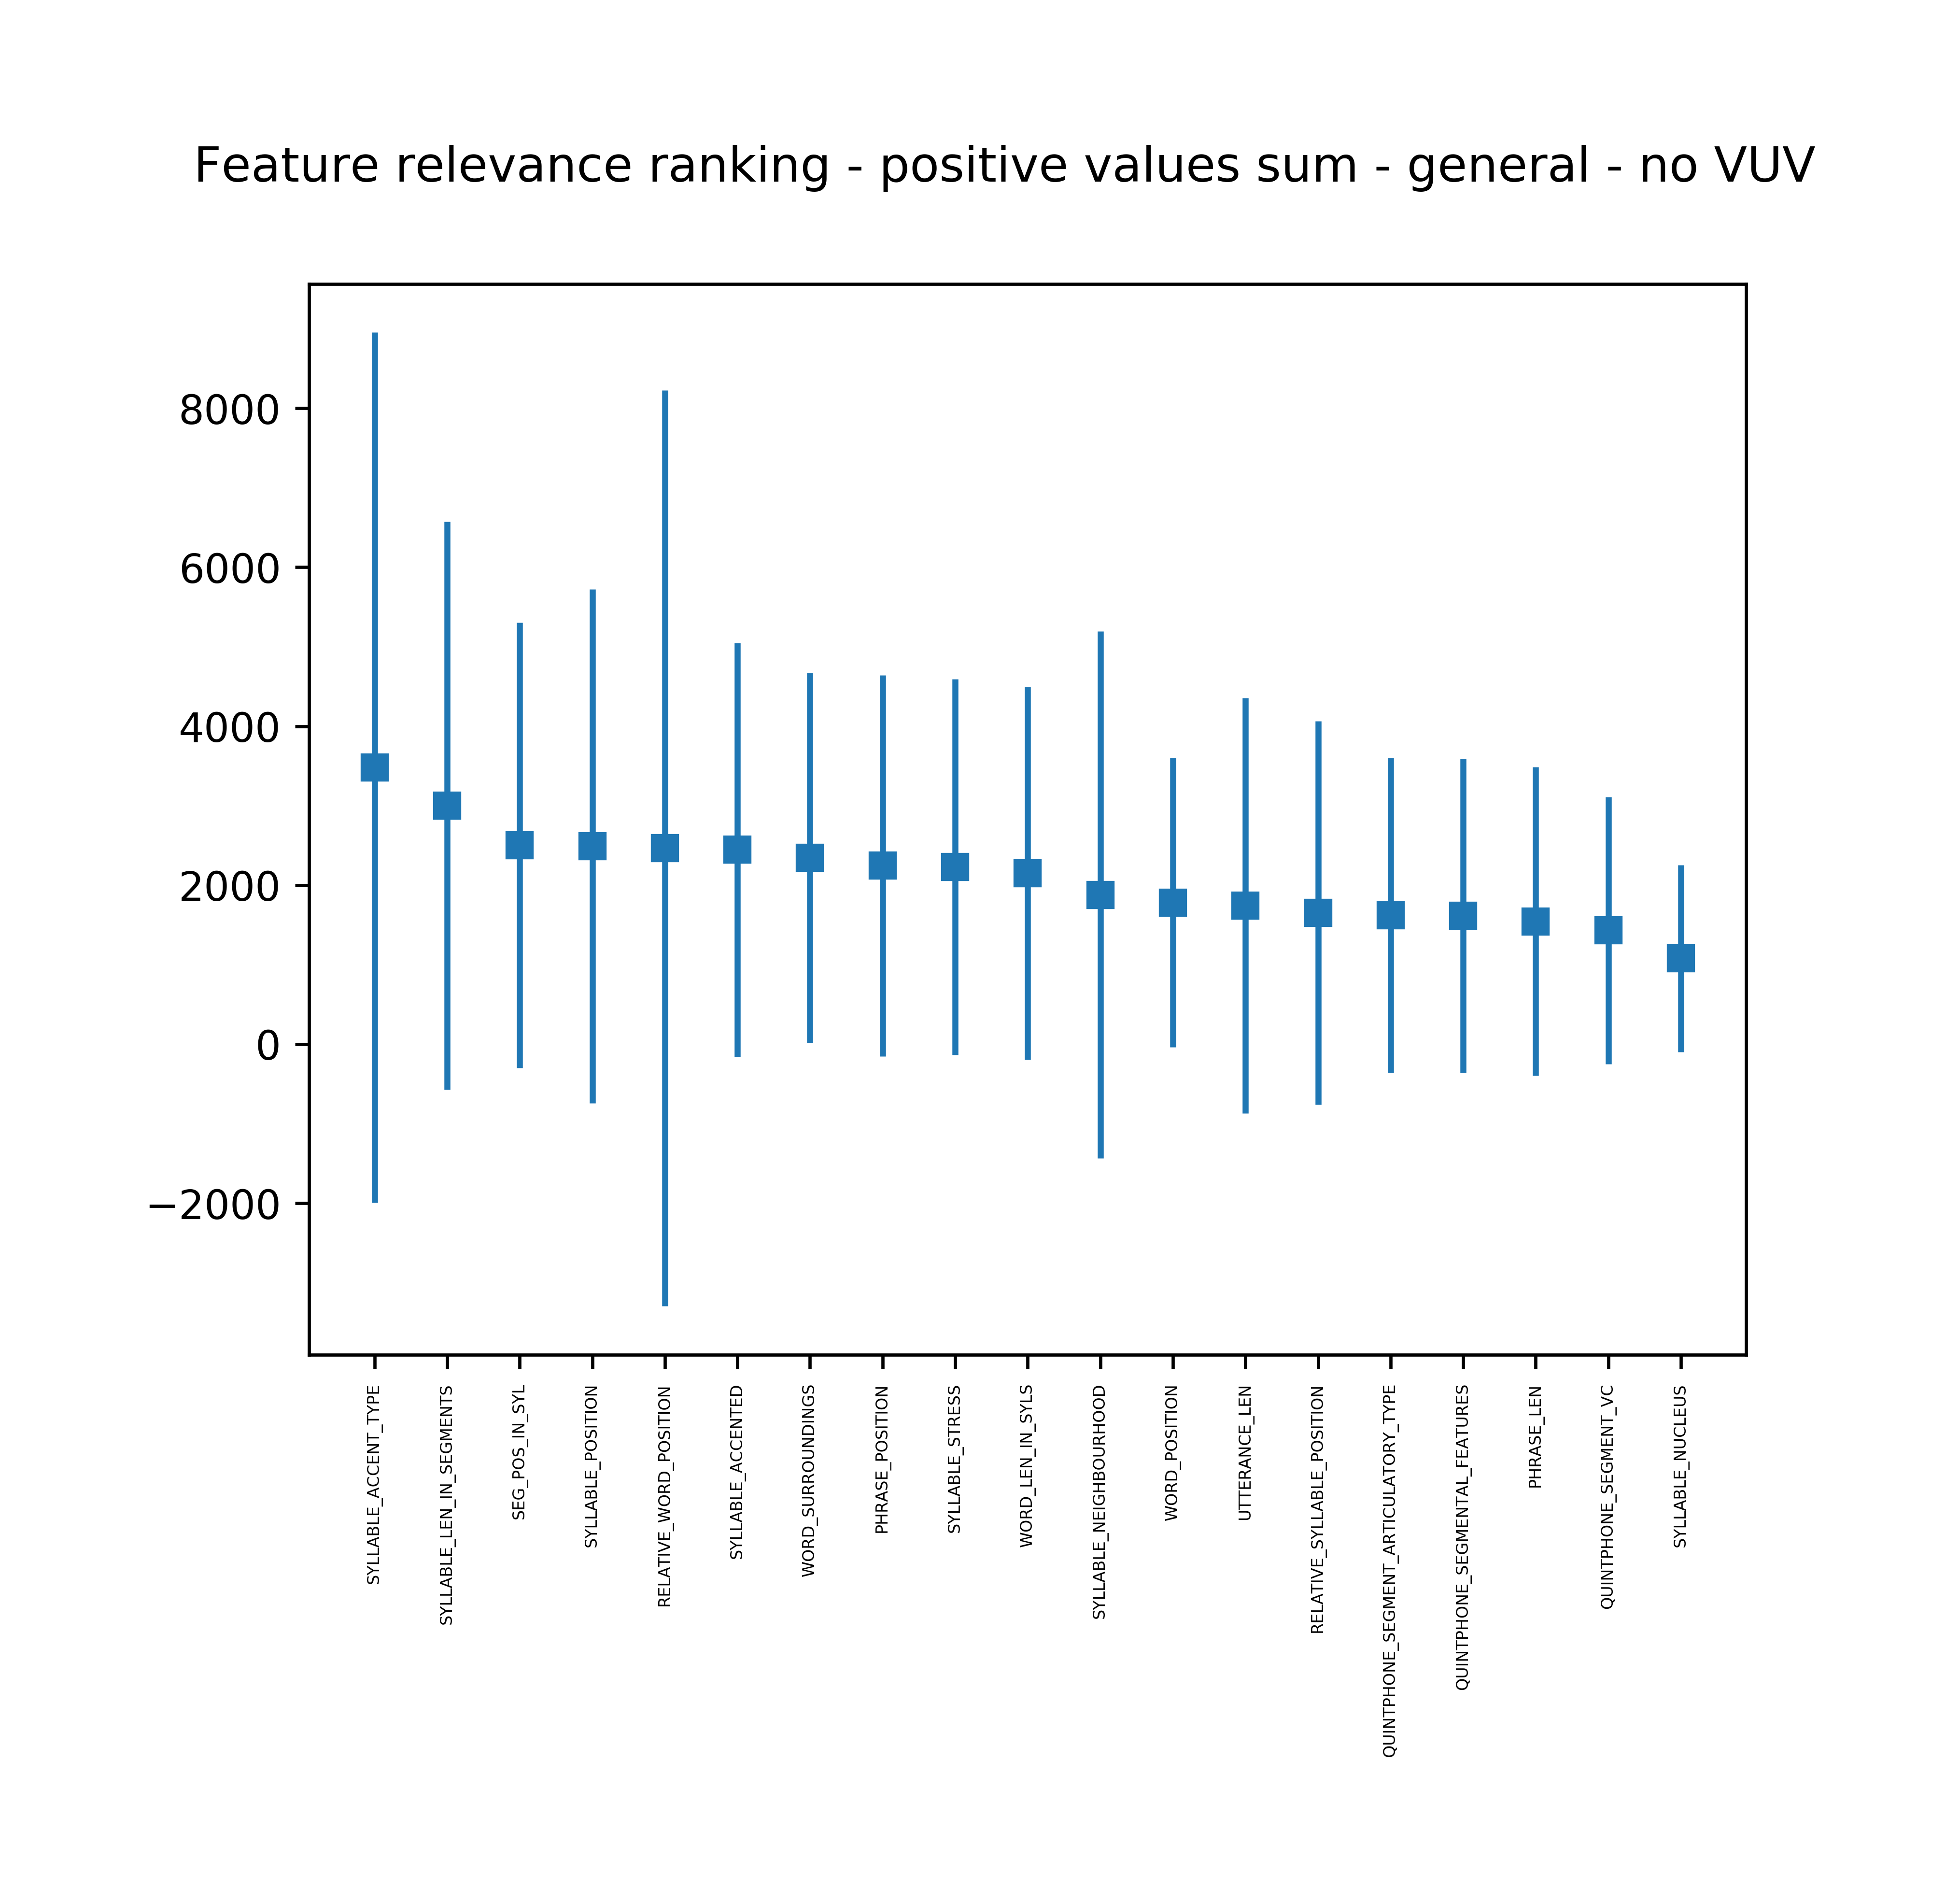 Feature relevance ranking - positive values sum - general - no VUV
8000
6000
4000
2000
0
−2000
SYLLABLE_ACCENT_TYPE
SYLLABLE_LEN_IN_SEGMENTS
SEG_POS_IN_SYL
SYLLABLE_POSITION
RELATIVE_WORD_POSITION
SYLLABLE_ACCENTED
WORD_SURROUNDINGS
PHRASE_POSITION
SYLLABLE_STRESS
WORD_LEN_IN_SYLS
SYLLABLE_NEIGHBOURHOOD
WORD_POSITION
UTTERANCE_LEN
RELATIVE_SYLLABLE_POSITION
QUINTPHONE_SEGMENT_ARTICULATORY_TYPE
QUINTPHONE_SEGMENTAL_FEATURES
PHRASE_LEN
QUINTPHONE_SEGMENT_VC
SYLLABLE_NUCLEUS